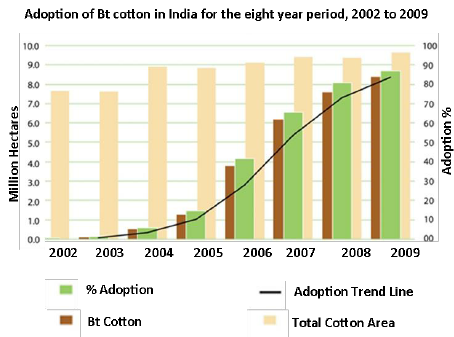 Adoption of Bt cotton in India for the eight year period, 2002 to 2009
Million Hectares
10.0
9.0
8.0
7.0
6.0
5.0
4.0
3.0
2.0
1.0
0.0
100
90
80
70
60
50
40
30
20
10
00
Adoption %
2002 2003 2004 2005 2006 2007 2008 2009
% Adoption
Adoption Trend Line
Bt Cotton
Total Cotton Area